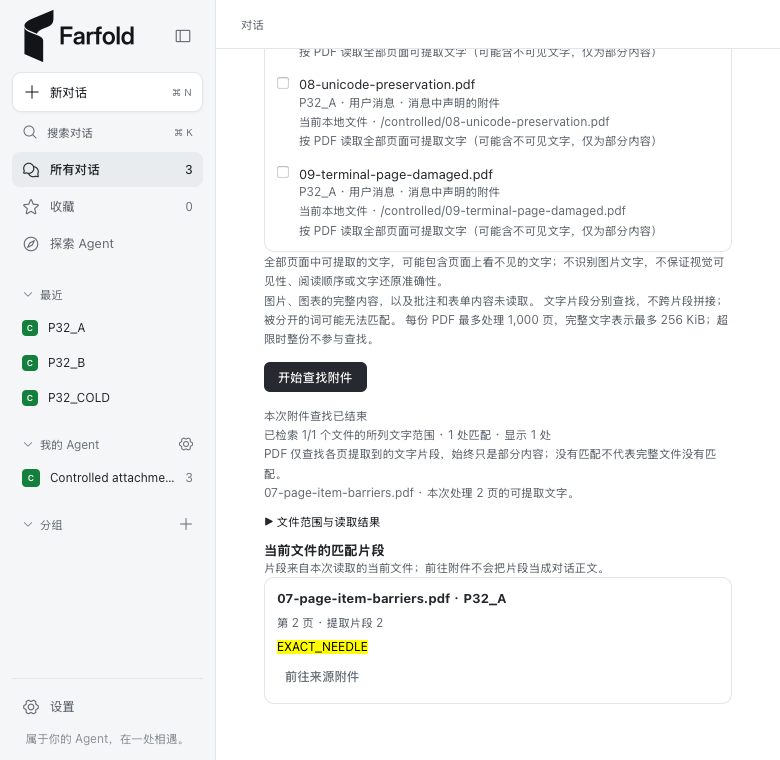 Farfold
新对话
⌘ N
搜索对话
⌘ K
所有对话
3
收藏
0
探索 Agent
最近
C P32_A
C P32_B
C P32_COLD
我的 Agent
C Controlled attachme... 3
分组
设置
属于你的 Agent，在一处相遇。
对话
按 PDF 读取全部页面可提取文字（可能含不可见文字，仅为部分内容）
08-unicode-preservation.pdf
P32_A · 用户消息 · 消息中声明的附件
当前本地文件 · /controlled/08-unicode-preservation.pdf
按 PDF 读取全部页面可提取文字（可能含不可见文字，仅为部分内容）
09-terminal-page-damaged.pdf
P32_A · 用户消息 · 消息中声明的附件
当前本地文件 · /controlled/09-terminal-page-damaged.pdf
按 PDF 读取全部页面可提取文字（可能含不可见文字，仅为部分内容）
全部页面中可提取的文字，可能包含页面上看不见的文字；不识别图片文字，不保证视觉可
见性、阅读顺序或文字还原准确性。
图片、图表的完整内容，以及批注和表单内容未读取。 文字片段分别查找，不跨片段拼接；
被分开的词可能无法匹配。 每份 PDF 最多处理 1,000 页，完整文字表示最多 256 KiB；超
限时整份不参与查找。
开始查找附件
本次附件查找已结束
已检索 1/1 个文件的所列文字范围 · 1 处匹配 · 显示 1 处
PDF 仅查找各页提取到的文字片段，始终只是部分内容；没有匹配不代表完整文件没有匹
配。
07-page-item-barriers.pdf · 本次处理 2 页的可提取文字。
▶ 文件范围与读取结果
当前文件的匹配片段
片段来自本次读取的当前文件；前往附件不会把片段当成对话正文。
07-page-item-barriers.pdf · P32_A
第 2 页 · 提取片段 2
EXACT_NEEDLE
前往来源附件